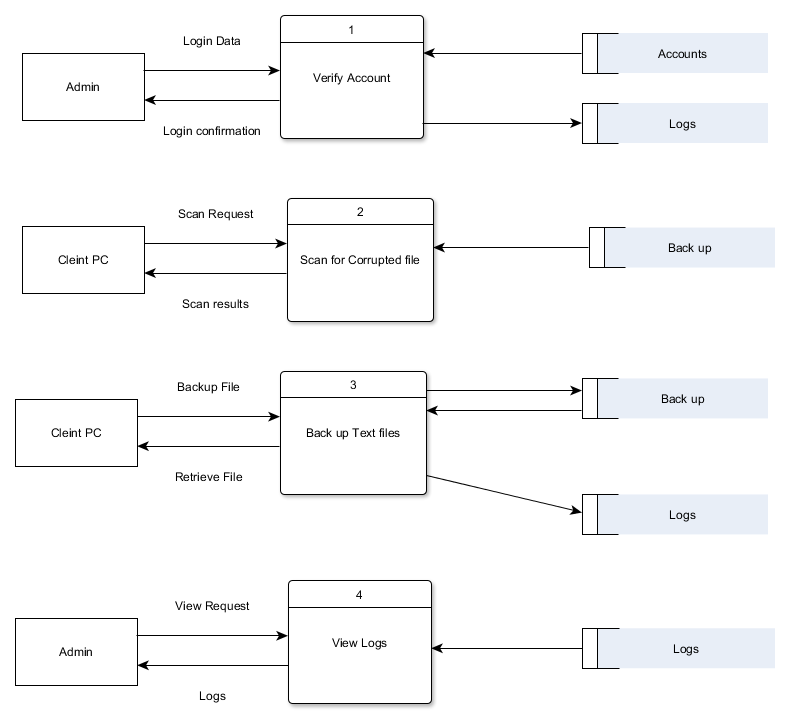 1
Login Data
Accounts
Verify Account
Admin
Logs
Login confirmation
2
Scan Request
Back up
Cleint PC
Scan for Corrupted file
Scan results
3
Backup File
Back up
Cleint PC
Back up Text files
Retrieve File
Logs
4
View Request
View Logs
Logs
Admin
Logs